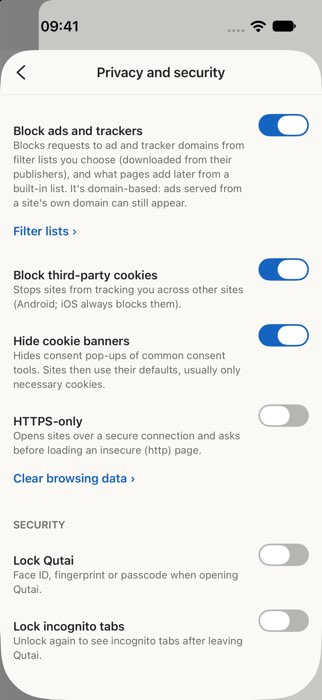 09:41
Privacy and security
Block ads and trackers
Blocks requests to ad and tracker domains from
filter lists you choose (downloaded from their
publishers), and what pages add later from a
built-in list. It's domain-based: ads served from
a site's own domain can still appear.
Filter lists ›
Block third-party cookies
Stops sites from tracking you across other sites
(Android; iOS always blocks them).
Hide cookie banners
Hides consent pop-ups of common consent
tools. Sites then use their defaults, usually only
necessary cookies.
HTTPS-only
Opens sites over a secure connection and asks
before loading an insecure (http) page.
Clear browsing data ›
SECURITY
Lock Qutai
Face ID, fingerprint or passcode when opening
Qutai.
Lock incognito tabs
Unlock again to see incognito tabs after leaving
Qutai.